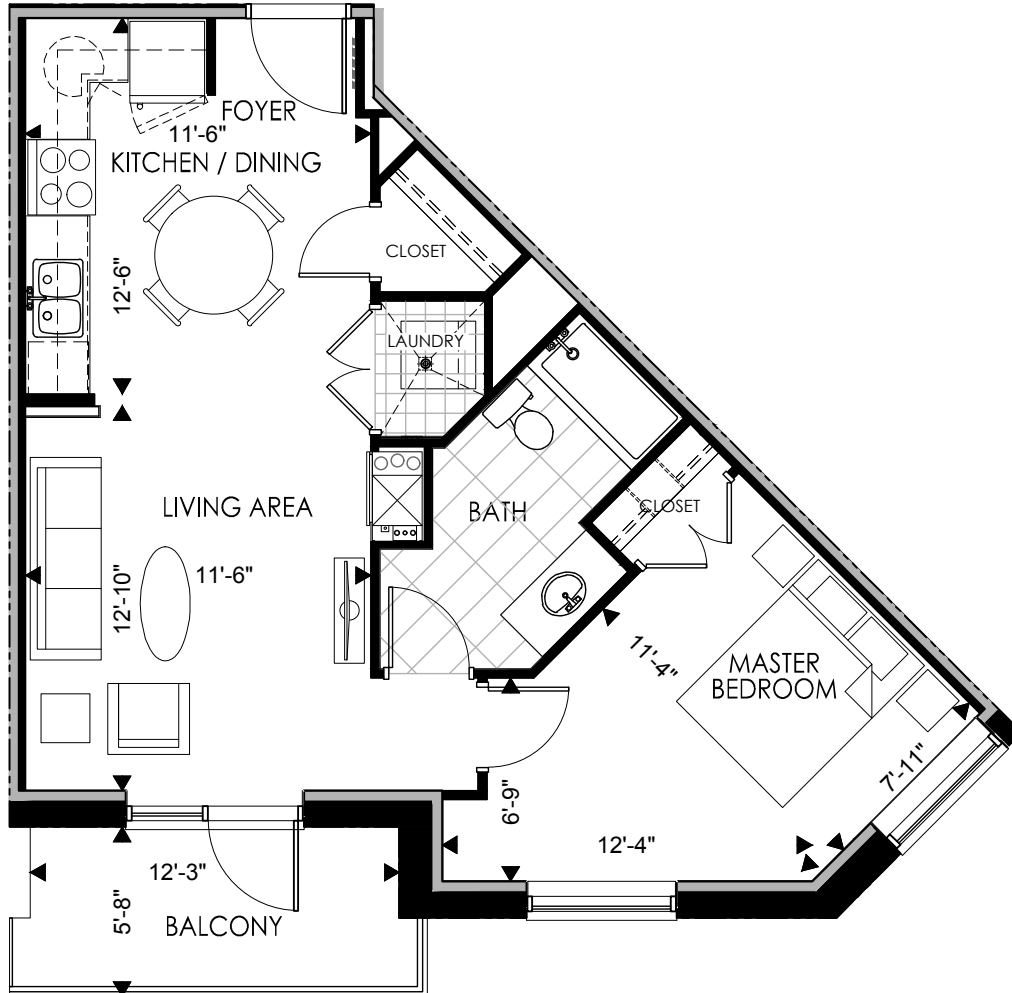 FOYER
11'-6"
KITCHEN / DINING
CLOSET
12'-6"
LAUNDRY
LIVING AREA
BATH
CLOSET
11'-6"
12'-10"
11'-4"
MASTER
BEDROOM
7'-11"
6'-9"
12'-4"
12'-3"
5'-8"
BALCONY